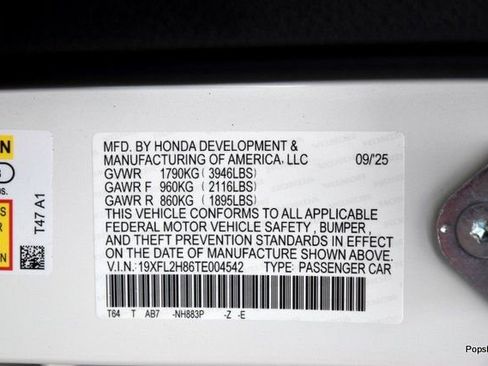 MFD. BY HONDA DEVELOPMENT &
MANUFACTURING OF AMERICA, LLC 09/'25
GVWR 1790KG ( 3946LBS)
GAWR F 960KG ( 2116LBS)
GAWR R 860KG ( 1895LBS)
THIS VEHICLE CONFORMS TO ALL APPLICABLE
FEDERAL MOTOR VEHICLE SAFETY , BUMPER ,
AND THEFT PREVENTION STANDARDS IN EFFECT
ON THE DATE OF MANUFACTURE SHOWN ABOVE.
V.I.N. : 19XFL2H86TE004542 TYPE: PASSENGER CAR
T64 T AB7 -NH883P -Z -E
T47 A1